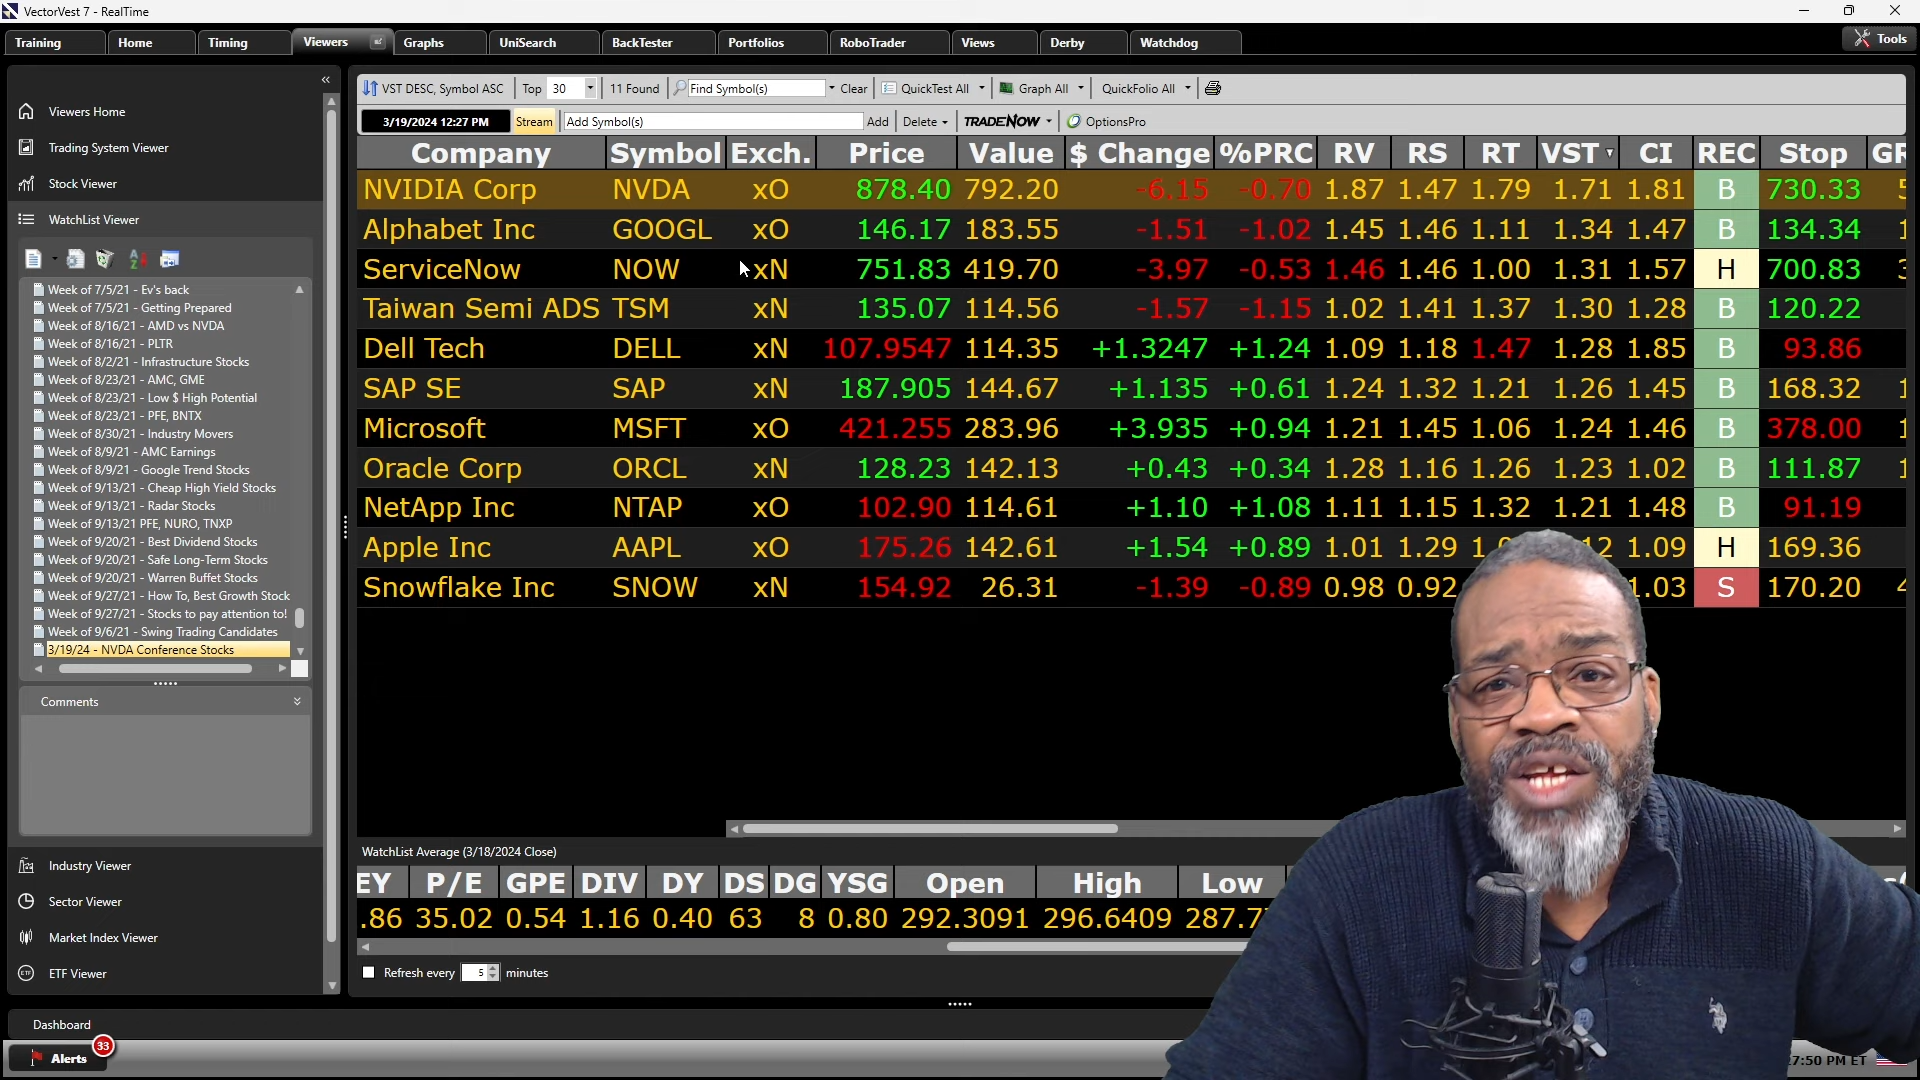 VectorVest 7 - RealTime
Training Home Timing Viewers Graphs UniSearch BackTester Portfolios RoboTrader Views Derby Watchdog Tools
VST DESC, Symbol ASC Top 30 11 Found Find Symbol(s) Clear QuickTest All Graph All QuickFolio All
3/19/2024 12:27 PM Stream Add Symbol(s) Add Delete TRADENOW OptionsPro
Company Symbol Exch. Price Value $ Change %PRC RV RS RT VST CI REC Stop GR
NVIDIA Corp NVDA xO 878.40 792.20 -6.15 -0.70 1.87 1.47 1.79 1.71 1.81 B 730.33
Alphabet Inc GOOGL xO 146.17 183.55 -1.51 -1.02 1.45 1.46 1.11 1.34 1.47 B 134.34
ServiceNow NOW xN 751.83 419.70 -3.97 -0.53 1.46 1.46 1.00 1.31 1.57 H 700.83
Taiwan Semi ADS TSM xN 135.07 114.56 -1.57 -1.15 1.02 1.41 1.37 1.30 1.28 B 120.22
Dell Tech DELL xN 107.9547 114.35 +1.3247 +1.24 1.09 1.18 1.47 1.28 1.85 B 93.86
SAP SE SAP xN 187.905 144.67 +1.135 +0.61 1.24 1.32 1.21 1.26 1.45 B 168.32
Microsoft MSFT xO 421.255 283.96 +3.935 +0.94 1.21 1.45 1.06 1.24 1.46 B 378.00
Oracle Corp ORCL xN 128.23 142.13 +0.43 +0.34 1.28 1.16 1.26 1.23 1.02 B 111.87
NetApp Inc NTAP xO 102.90 114.61 +1.10 +1.08 1.11 1.15 1.32 1.21 1.48 B 91.19
Apple Inc AAPL xO 175.26 142.61 +1.54 +0.89 1.01 1.29 1.09 H 169.36
Snowflake Inc SNOW xN 154.92 26.31 -1.39 -0.89 0.98 0.92 1.03 S 170.20
Viewers Home
Trading System Viewer
Stock Viewer
WatchList Viewer
Week of 7/5/21 - Ev's back
Week of 7/5/21 - Getting Prepared
Week of 8/16/21 - AMD vs NVDA
Week of 8/16/21 - PLTR
Week of 8/2/21 - Infrastructure Stocks
Week of 8/23/21 - AMC, GME
Week of 8/23/21 - Low $ High Potential
Week of 8/23/21 - PFE, BNTX
Week of 8/30/21 - Industry Movers
Week of 8/9/21 - AMC Earnings
Week of 8/9/21 - Google Trend Stocks
Week of 9/13/21 - Cheap High Yield Stocks
Week of 9/13/21 - Radar Stocks
Week of 9/13/21 PFE, NURO, TNXP
Week of 9/20/21 - Best Dividend Stocks
Week of 9/20/21 - Safe Long-Term Stocks
Week of 9/20/21 - Warren Buffet Stocks
Week of 9/27/21 - How To, Best Growth Stock
Week of 9/27/21 - Stocks to pay attention to!
Week of 9/6/21 - Swing Trading Candidates
3/19/24 - NVDA Conference Stocks
Comments
Industry Viewer
Sector Viewer
Market Index Viewer
ETF Viewer
WatchList Average (3/18/2024 Close)
EY P/E GPE DIV DY DS DG YSG Open High Low
.86 35.02 0.54 1.16 0.40 63 8 0.80 292.3091 296.6409 287.7
Refresh every 5 minutes
Dashboard
Alerts 33
7:50 PM ET